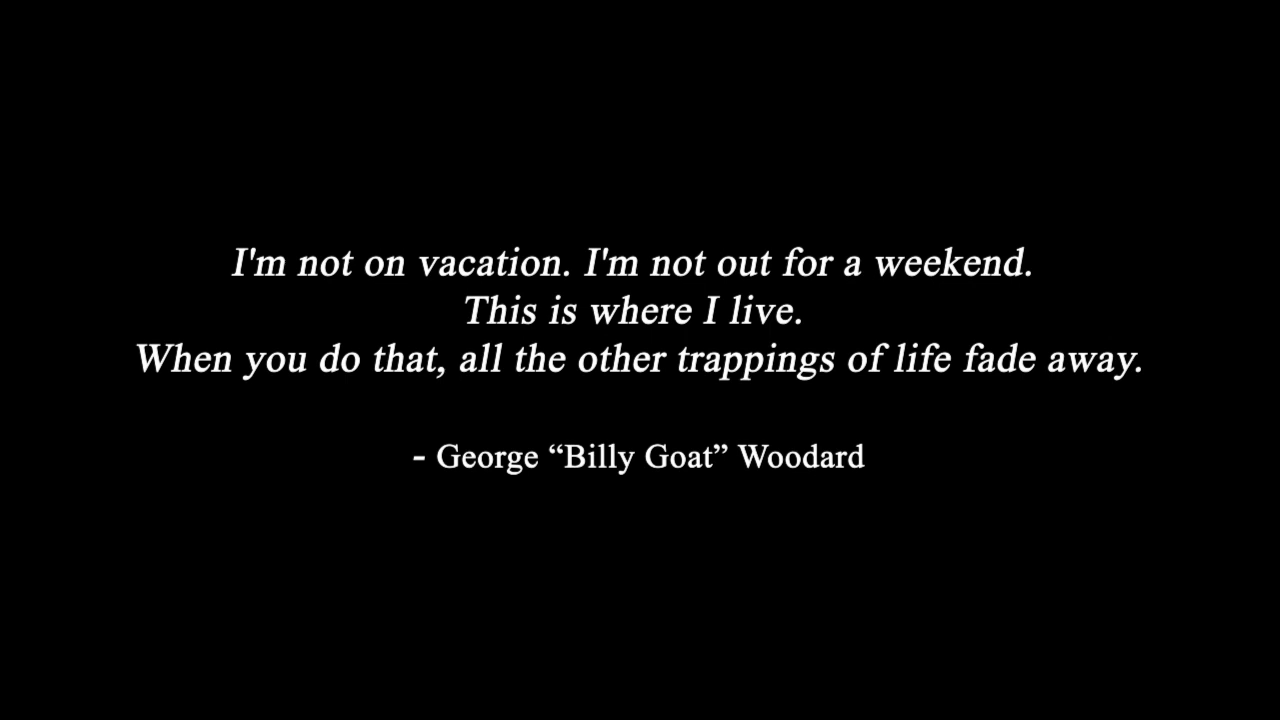 I'm not on vacation. I'm not out for a weekend.
This is where I live.
When you do that, all the other trappings of life fade away.
- George “Billy Goat” Woodard